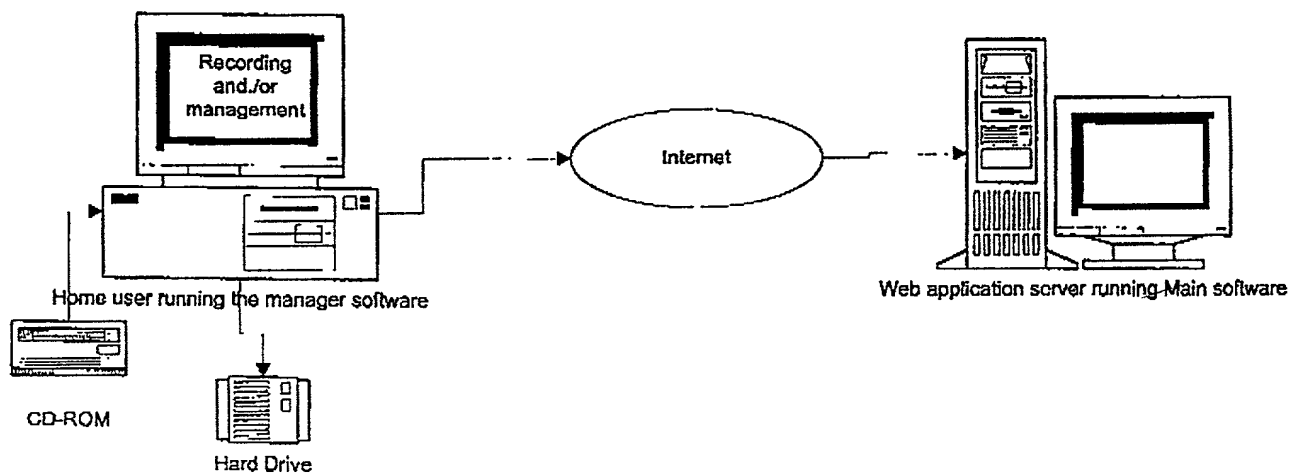 Recording
and./or
management
Internet
Home user running the manager software
Web application server running Main software
CD-ROM
Hard Drive